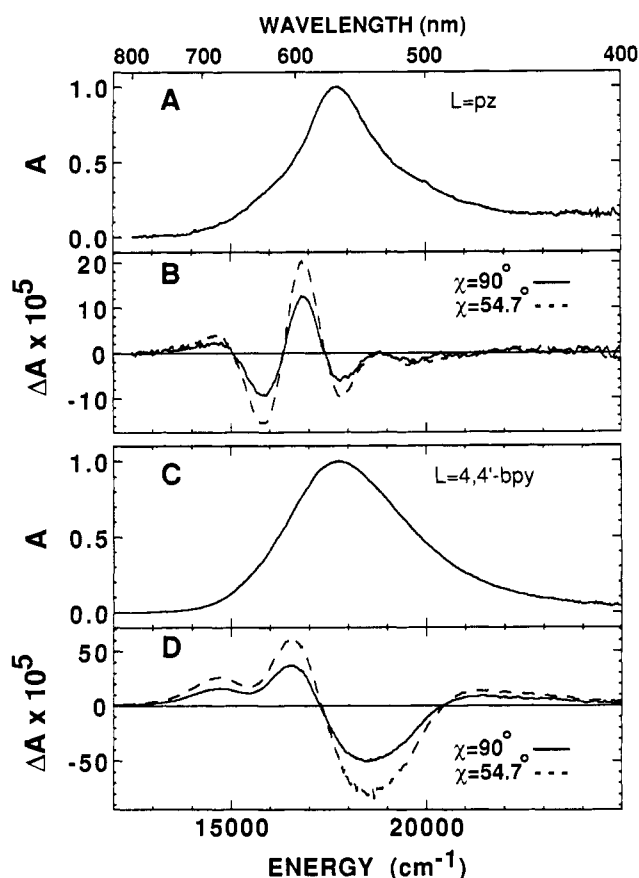 WAVELENGTH (nm)
800 700 600 500 400
A
L=pz
1.0
0.5
0.0
A
B
χ=90°
χ=54.7°
20
10
0
-10
ΔA x 10⁵
C
L=4,4'-bpy
1.0
0.5
0.0
A
D
χ=90°
χ=54.7°
50
0
-50
ΔA x 10⁵
15000 20000
ENERGY (cm⁻¹)